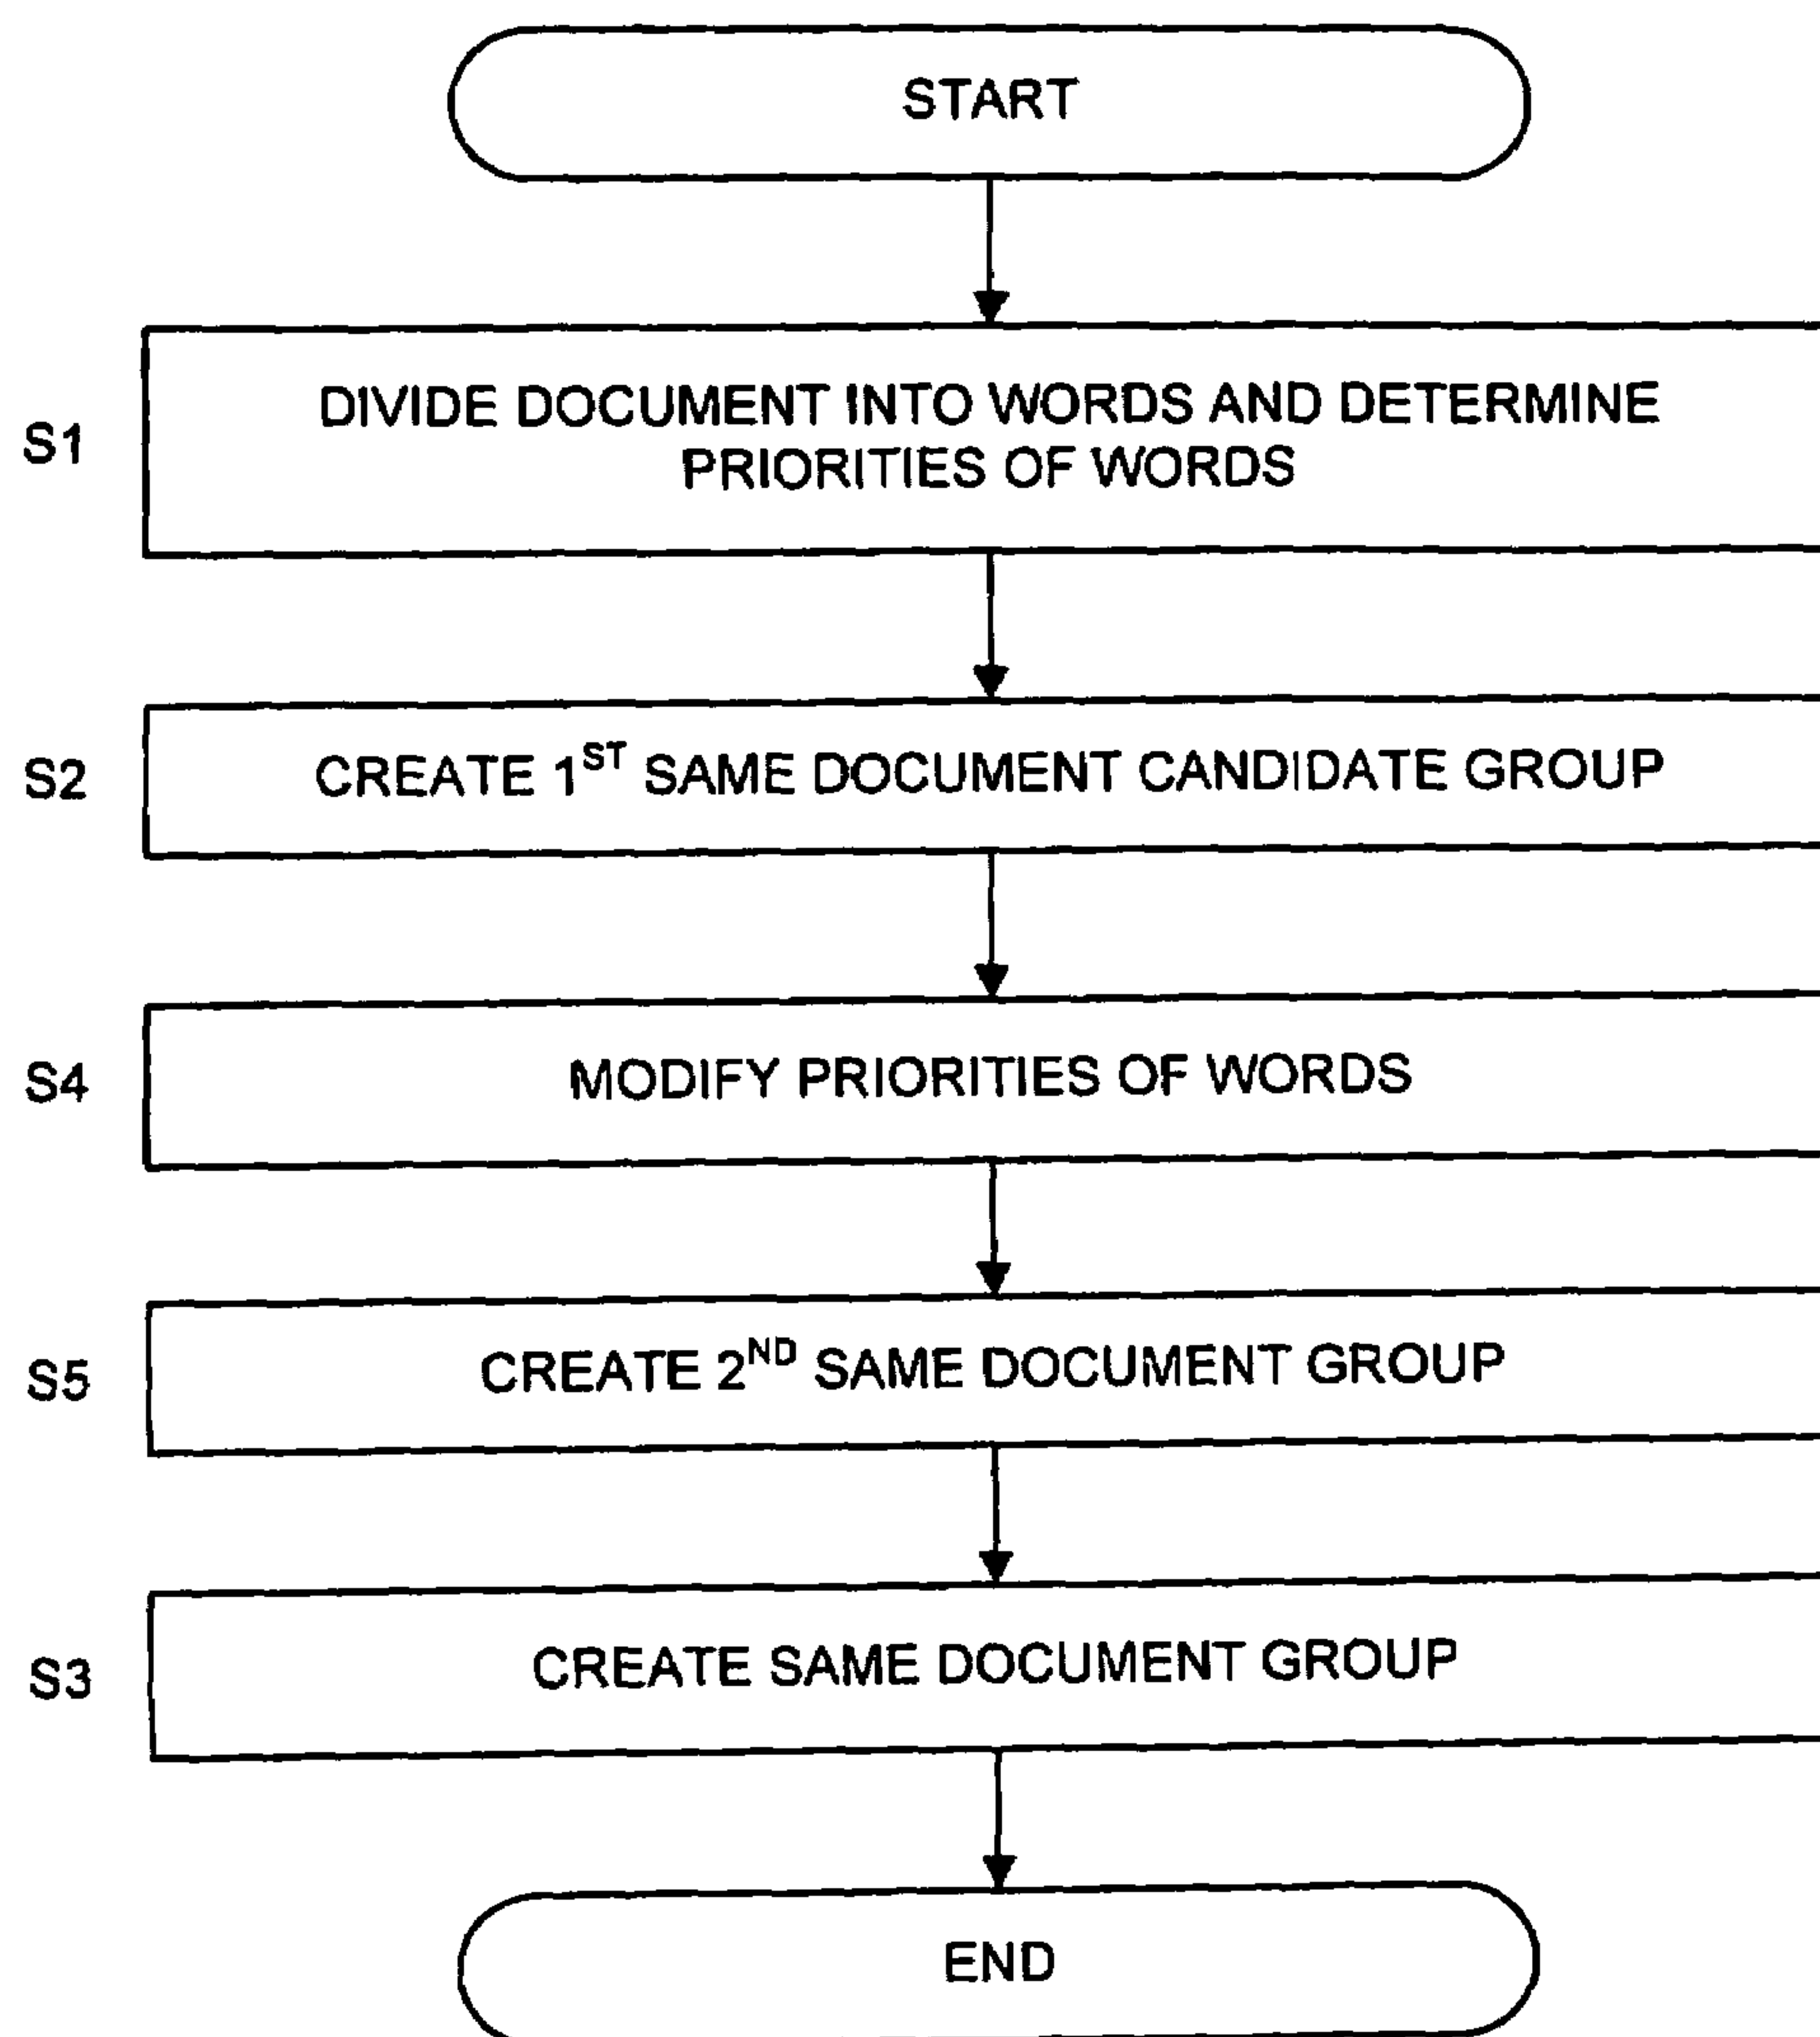 START
S1
DIVIDE DOCUMENT INTO WORDS AND DETERMINE
PRIORITIES OF WORDS
S2
CREATE 1ST SAME DOCUMENT CANDIDATE GROUP
S4
MODIFY PRIORITIES OF WORDS
S5
CREATE 2ND SAME DOCUMENT GROUP
S3
CREATE SAME DOCUMENT GROUP
END